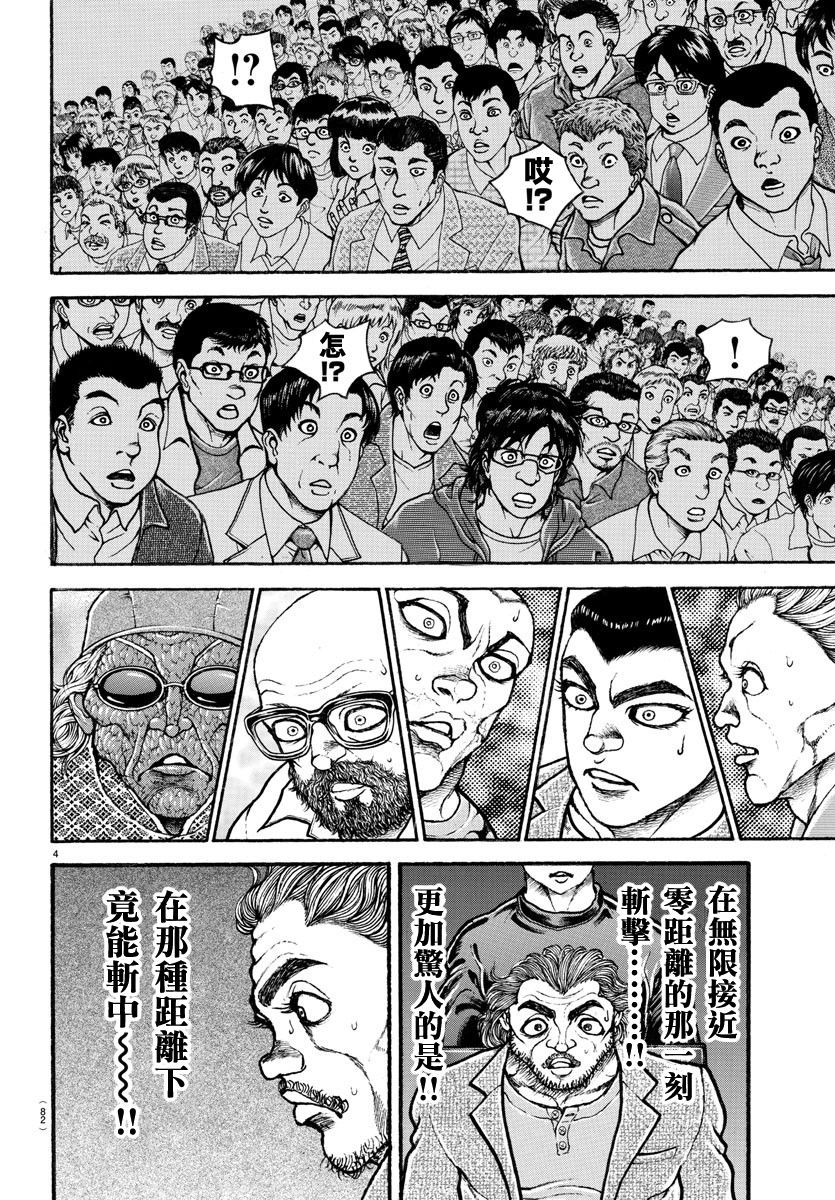 哎!?
!?
!
怎!?
在無限接近
零距離的那一刻
斬擊………!!
更加驚人的是!!
在那種距離下
竟能斬中～～!!
4
(82)